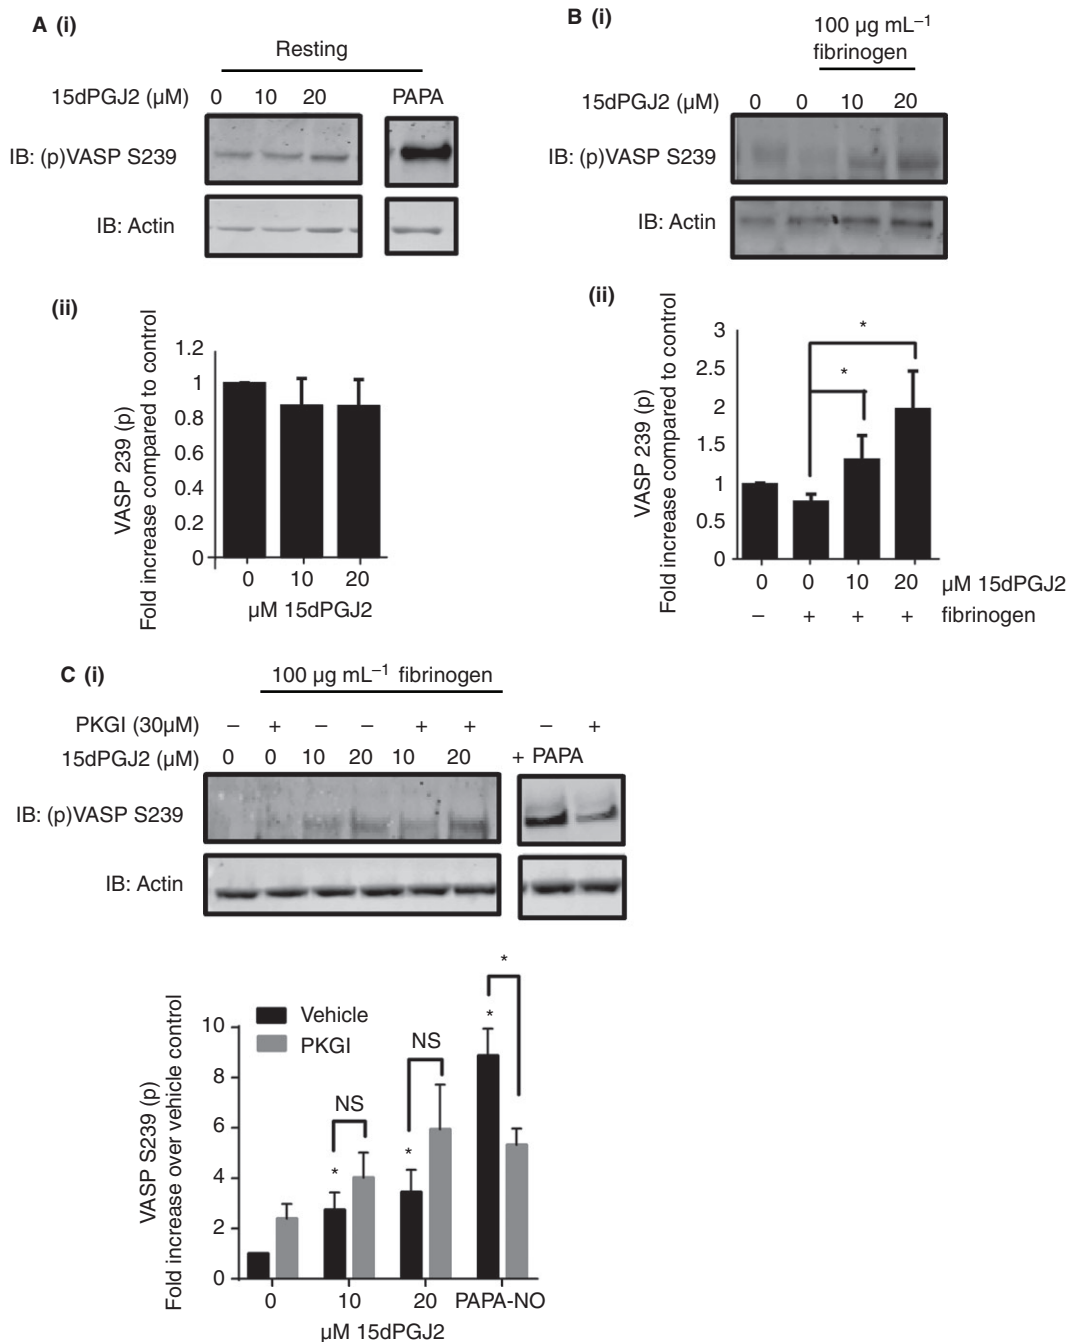 A (i)
Resting
15dPGJ2 (µM) 0 10 20 PAPA
IB: (p)VASP S239
IB: Actin
(ii)
VASP 239 (p)
Fold increase compared to control
1.2
1
0.8
0.6
0.4
0.2
0
0 10 20
µM 15dPGJ2
B (i)
100 µg mL–1
fibrinogen
15dPGJ2 (µM) 0 0 10 20
IB: (p)VASP S239
IB: Actin
(ii)
VASP 239 (p)
Fold increase compared to control
3
2.5
2
1.5
1
0.5
0
*
*
0 0 10 20 µM 15dPGJ2
– + + + fibrinogen
C (i)
100 µg mL–1 fibrinogen
PKGI (30µM) – + – – + + – +
15dPGJ2 (µM) 0 0 10 20 10 20 + PAPA
IB: (p)VASP S239
IB: Actin
VASP S239 (p)
Fold increase over vehicle control
10
8
6
4
2
0
Vehicle
PKGI
NS
*
NS
*
*
*
0 10 20 PAPA-NO
µM 15dPGJ2